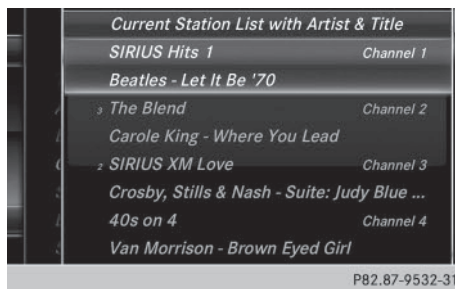 Current Station List with Artist & Title
SIRIUS Hits 1 Channel 1
Beatles - Let It Be '70
3 The Blend Channel 2
Carole King - Where You Lead
2 SIRIUS XM Love Channel 3
Crosby, Stills & Nash - Suite: Judy Blue ...
40s on 4 Channel 4
Van Morrison - Brown Eyed Girl
P82.87-9532-31